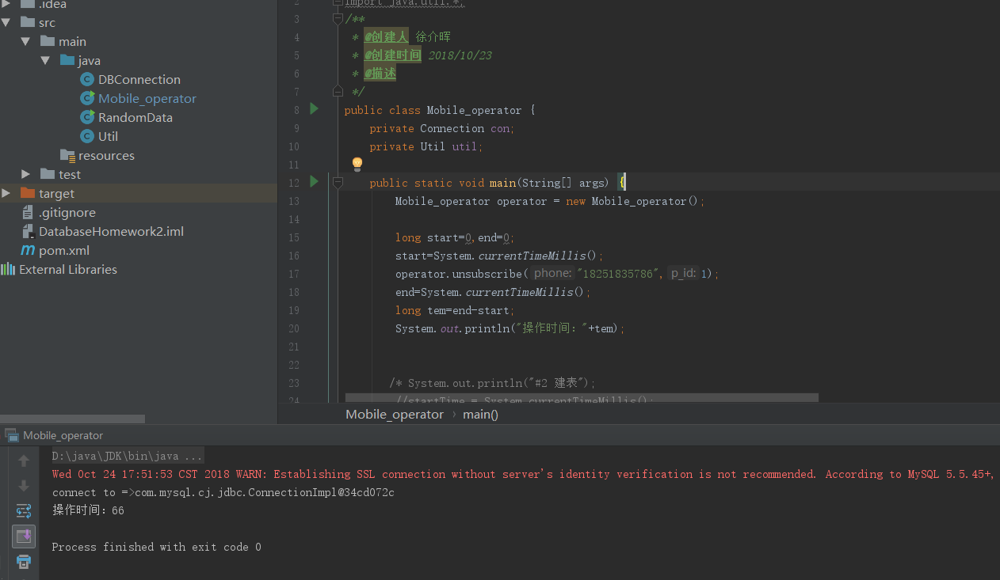 .idea
src
main
java
DBConnection
Mobile_operator
RandomData
Util
resources
test
target
.gitignore
DatabaseHomework2.iml
pom.xml
External Libraries
2 import java.util.*;
3 /**
4 * @创建人 徐介晖
5 * @创建时间 2018/10/23
6 * @描述
7 */
8 public class Mobile_operator {
9 private Connection con;
10 private Util util;
11
12 public static void main(String[] args) {
13 Mobile_operator operator = new Mobile_operator();
14
15 long start=0,end=0;
16 start=System.currentTimeMillis();
17 operator.unsubscribe( phone: "18251835786", p_id: 1);
18 end=System.currentTimeMillis();
19 long tem=end-start;
20 System.out.println("操作时间："+tem);
21
22
23 /* System.out.println("#2 建表");
24 //startTime = System.currentTimeMillis();
Mobile_operator › main()
Mobile_operator
D:\java\JDK\bin\java ...
Wed Oct 24 17:51:53 CST 2018 WARN: Establishing SSL connection without server's identity verification is not recommended. According to MySQL 5.5.45+,
connect to =>com.mysql.cj.jdbc.ConnectionImpl@34cd072c
操作时间：66
Process finished with exit code 0